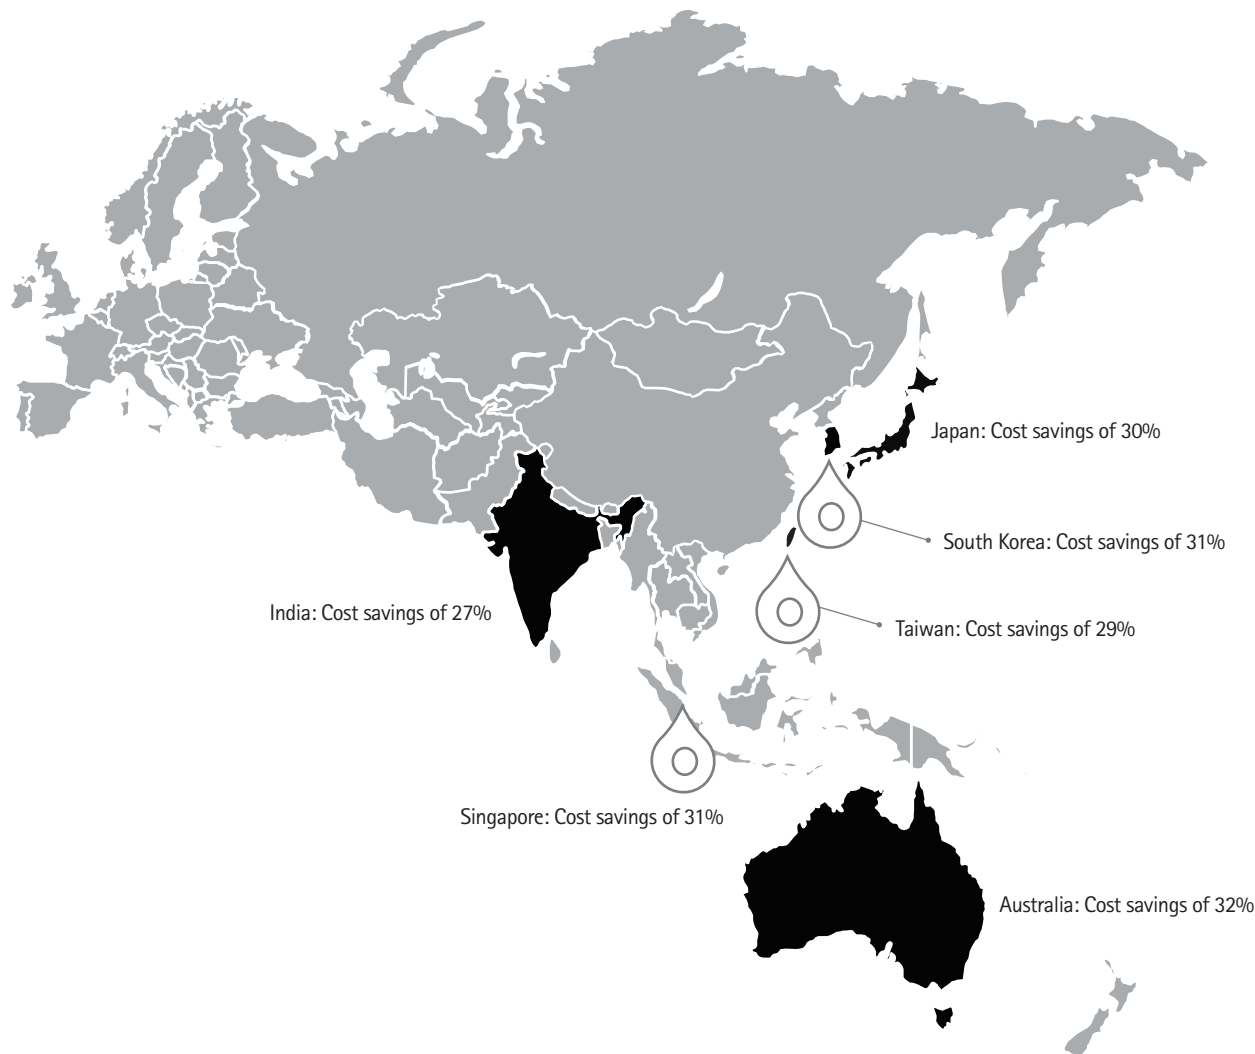 Japan: Cost savings of 30%
South Korea: Cost savings of 31%
India: Cost savings of 27%
Taiwan: Cost savings of 29%
Singapore: Cost savings of 31%
Australia: Cost savings of 32%